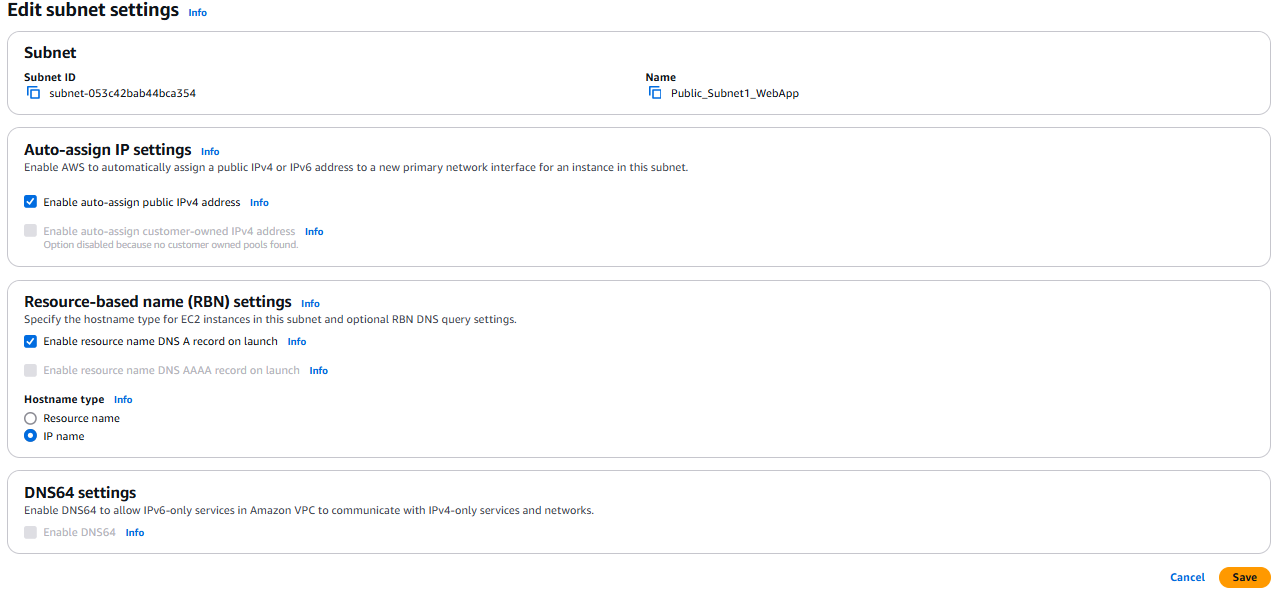 Edit subnet settings Info
Subnet
Subnet ID
subnet-053c42bab44bca354
Name
Public_Subnet1_WebApp
Auto-assign IP settings Info
Enable AWS to automatically assign a public IPv4 or IPv6 address to a new primary network interface for an instance in this subnet.
Enable auto-assign public IPv4 address Info
Enable auto-assign customer-owned IPv4 address Info
Option disabled because no customer owned pools found.
Resource-based name (RBN) settings Info
Specify the hostname type for EC2 instances in this subnet and optional RBN DNS query settings.
Enable resource name DNS A record on launch Info
Enable resource name DNS AAAA record on launch Info
Hostname type Info
Resource name
IP name
DNS64 settings
Enable DNS64 to allow IPv6-only services in Amazon VPC to communicate with IPv4-only services and networks.
Enable DNS64 Info
Cancel Save